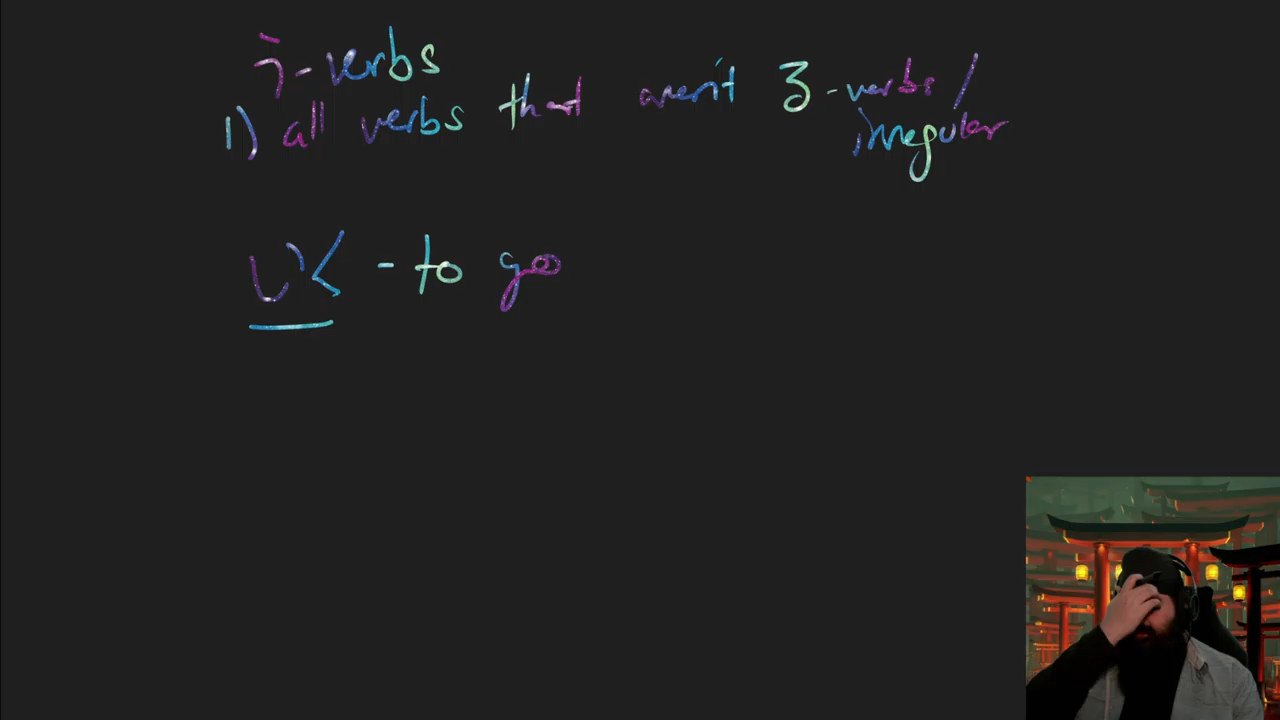 う-verbs
1) all verbs that aren't る-verbs/
irregular
いく - to go